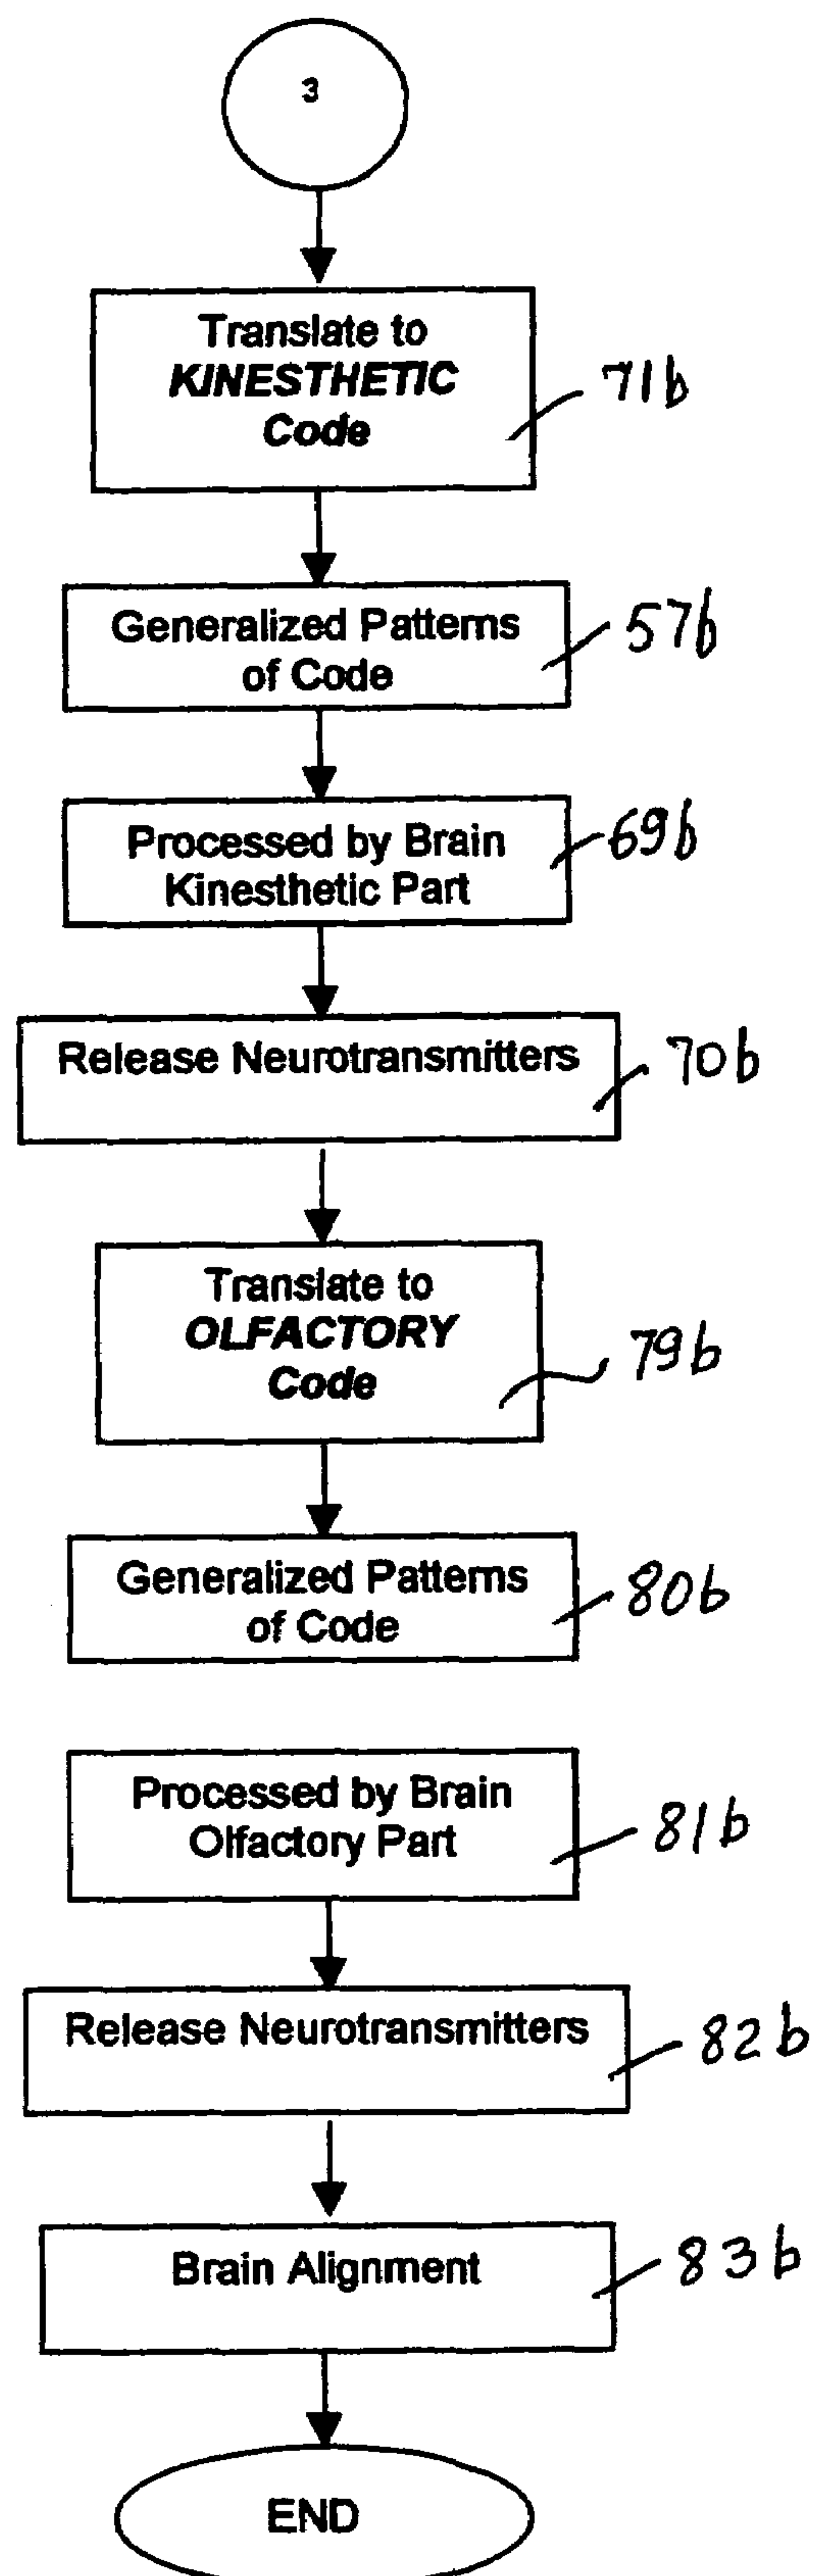 3
Translate to
KINESTHETIC
Code
71b
Generalized Patterns
of Code
57b
Processed by Brain
Kinesthetic Part
69b
Release Neurotransmitters
70b
Translate to
OLFACTORY
Code
79b
Generalized Patterns
of Code
80b
Processed by Brain
Olfactory Part
81b
Release Neurotransmitters
82b
Brain Alignment
83b
END